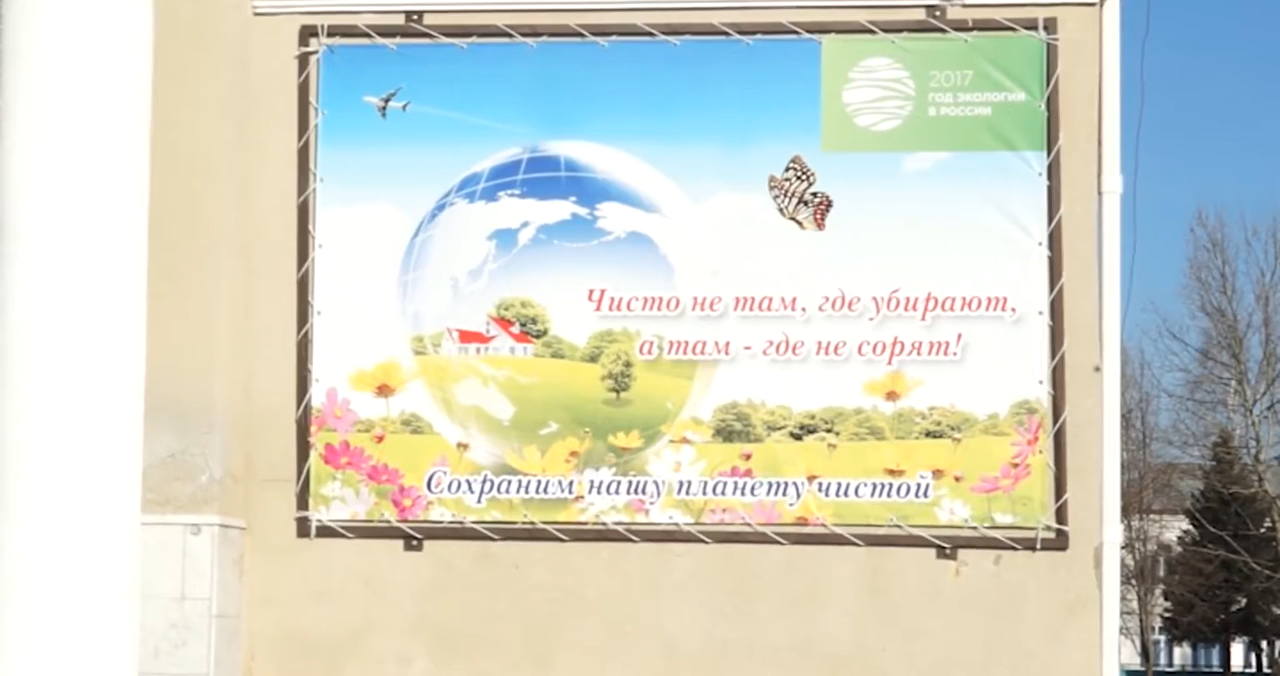 2017
ГОД ЭКОЛОГИИ
В РОССИИ
Чисто не там, где убирают,
а там - где не сорят!
Сохраним нашу планету чистой